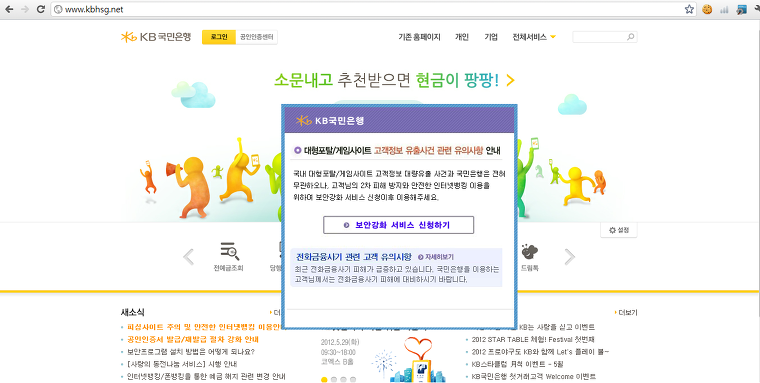 www.kbhsg.net
KB 국민은행
로그인
공인인증센터
기존 홈페이지
개인
기업
전체서비스
소문내고 추천받으면 현금이 팡팡!
KB국민은행
대형포탈/게임사이트 고객정보 유출사건 관련 유의사항 안내
국내 대형포탈/게임사이트 고객정보 대량유출 사건과 국민은행은 전혀
무관하오나, 고객님의 2차 피해 방지와 안전한 인터넷뱅킹 이용을
위하여 보안강화 서비스 신청이후 이용해주세요.
보안강화 서비스 신청하기
설정
전화금융사기 관련 고객 유의사항
자세히보기
최근 전화금융사기 피해가 급증하고 있습니다. 국민은행을 이용하는
고객님께서는 전화금융사기 피해에 대비하시기 바랍니다.
전예금조회
당행
드림톡
새소식
더
더보기
피싱사이트 주의 및 안전한 인터넷뱅킹 이용안
공인인증서 발급/재발급 절차 강화 안내
보안프로그램 설치 방법은 어떻게 되나요?
[사랑의 동전나눔 서비스] 시행 안내
인터넷뱅킹/폰뱅킹을 통한 예금 해지 관련 변경 안내
2012.5.29(화)
09:30~18:00
코엑스 B홀
KB는 사랑을 싣고 이벤트
2012 STAR TABLE 체험! Festival 첫번째
2012 프로야구도 KB와 함께 Let's 플레이 볼~
KB스타클럽 7대 이벤트 - 5월
KB국민은행 첫거래고객 Welcome 이벤트